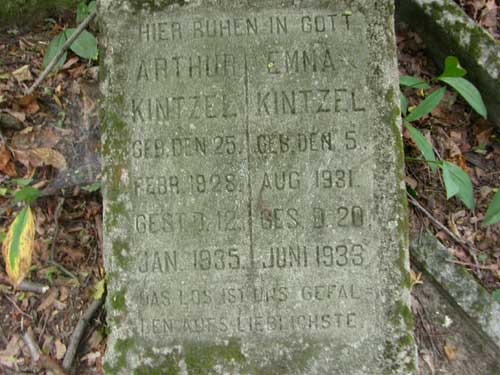 HIER RUHEN IN GOTT
ARTHUR EMMA
KINTZEL KINTZEL
GEB.DEN 25. GEB.DEN 5.
FEBR. 1928. AUG 1931.
GEST.D. 12. GES D. 20.
JAN. 1935. JUNI 1933
DAS LOS IST UNS GEFAL-
LEN AUFS LIEBLICHSTE.